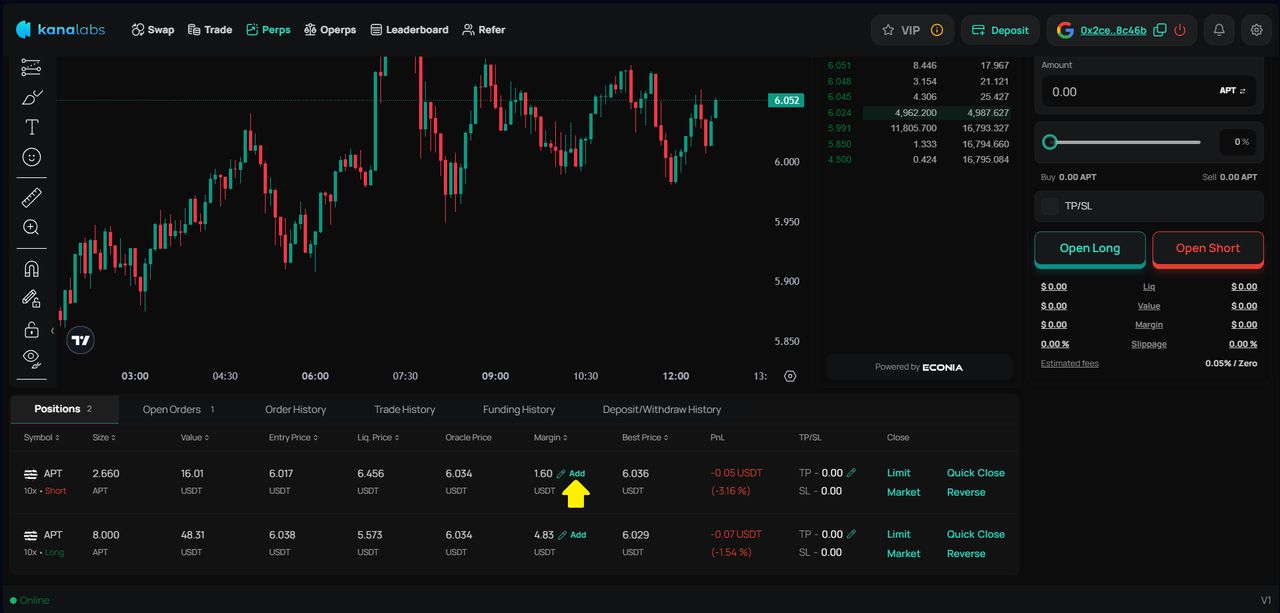 kanalabs Swap Trade Perps Operps Leaderboard Refer VIP Deposit 0x2ce..8c46b
6.051 8.446 17.967
6.048 3.154 21.121
6.045 4.306 25.427
6.024 4,962.200 4,987.627
5.991 11,805.700 16,793.327
5.850 1.333 16,794.660
4.500 0.424 16,795.084
Powered by ECONIA
6.052
6.000
5.950
5.900
5.850
03:00 04:30 06:00 07:30 09:00 10:30 12:00 13:
Amount
0.00 APT
0 %
Buy 0.00 APT Sell 0.00 APT
TP/SL
Open Long Open Short
$ 0.00 Liq $ 0.00
$ 0.00 Value $ 0.00
$ 0.00 Margin $ 0.00
0.00 % Slippage 0.00 %
Estimated fees 0.05% / Zero
Positions 2 Open Orders 1 Order History Trade History Funding History Deposit/Withdraw History
Symbol Size Value Entry Price Liq. Price Oracle Price Margin Best Price PnL TP/SL Close
APT 2.660 16.01 6.017 6.456 6.034 1.60 Add 6.036 -0.05 USDT TP - 0.00 Limit Quick Close
10x • Short APT USDT USDT USDT USDT USDT USDT (-3.16 %) SL - 0.00 Market Reverse
APT 8.000 48.31 6.038 5.573 6.034 4.83 Add 6.029 -0.07 USDT TP - 0.00 Limit Quick Close
10x • Long APT USDT USDT USDT USDT USDT USDT (-1.54 %) SL - 0.00 Market Reverse
Online V1